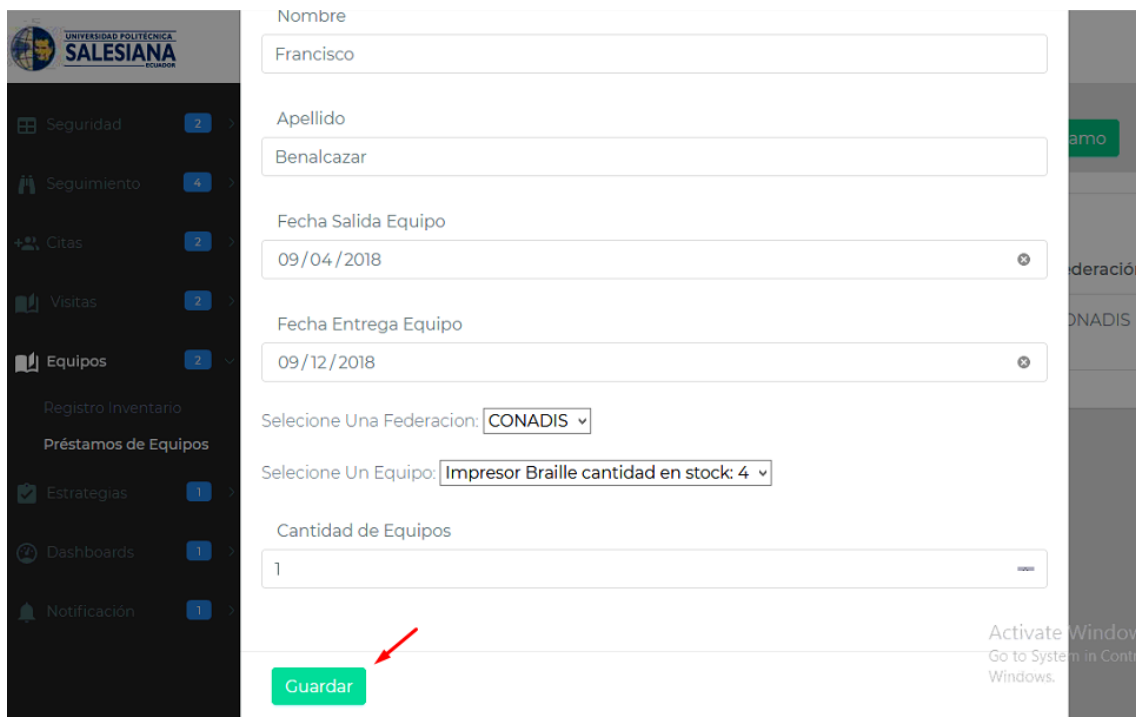 UNIVERSIDAD POLITÉCNICA
SALESIANA
ECUADOR
Seguridad 2
Seguimiento 4
Citas 2
Visitas 2
Equipos 2
Registro Inventario
Préstamos de Equipos
Estrategias 1
Dashboards 1
Notificación 1
Nombre
Francisco
Apellido
Benalcazar
Fecha Salida Equipo
09/04/2018
Fecha Entrega Equipo
09/12/2018
Selecione Una Federacion: CONADIS
Selecione Un Equipo: Impresor Braille cantidad en stock: 4
Cantidad de Equipos
1
Guardar
amo
ederación
ONADIS
Activate Window
Go to System in Contr
Windows.